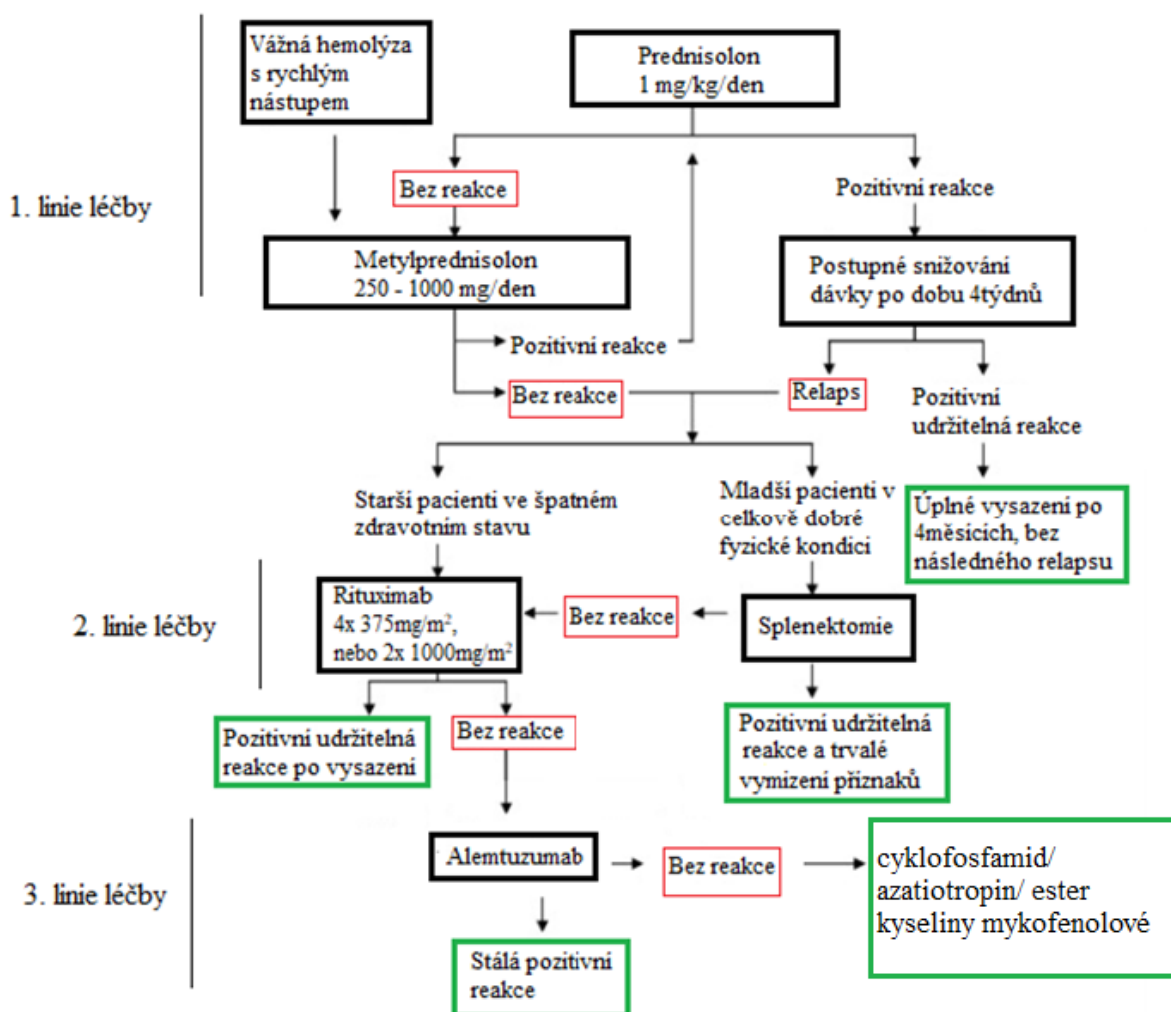 Vážná hemolýza
s rychlým
nástupem
Prednisolon
1 mg/kg/den
1. linie léčby
Bez reakce
Pozitivní reakce
Metylprednisolon
250 - 1000 mg/den
Postupné snižování
dávky po dobu 4týdnů
Pozitivní reakce
Bez reakce
Relaps
Pozitivní
udržitelná reakce
Starší pacienti ve špatném
zdravotním stavu
Mladší pacienti v
celkově dobré
fyzické kondici
Úplné vysazení po
4měsících, bez
následného relapsu
2. linie léčby
Rituximab
4x 375mg/m²,
nebo 2x 1000mg/m²
Bez reakce
Splenektomie
Pozitivní udržitelná
reakce po vysazení
Bez reakce
Pozitivní udržitelná
reakce a trvalé
vymizení příznaků
3. linie léčby
Alemtuzumab
Bez reakce
cyklofosfamid/
azatiotropin/ ester
kyseliny mykofenolové
Stálá pozitivní
reakce